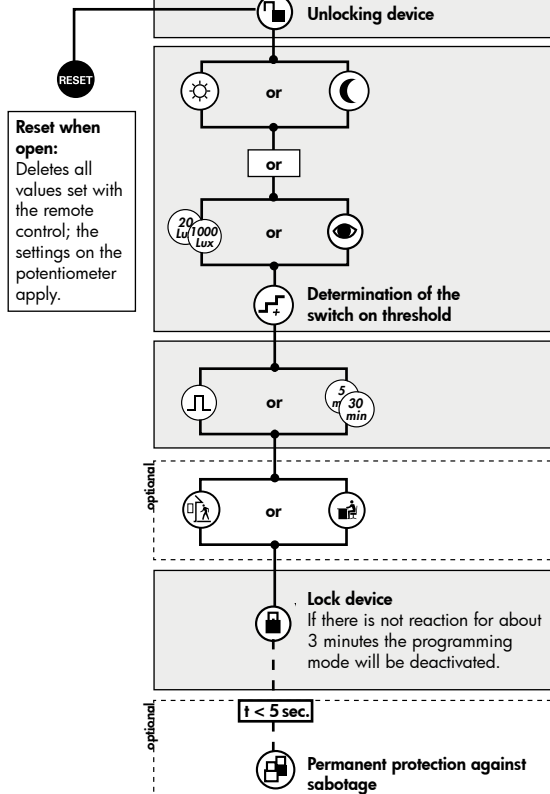 Unlocking device
RESET
or
Reset when
open:
Deletes all
values set with
the remote
control; the
settings on the
potentiometer
apply.
or
20
Lu
1000
Lux
or
+
Determination of the
switch on threshold
or
5
m
30
min
optional
or
Lock device
If there is not reaction for about
3 minutes the programming
mode will be deactivated.
t < 5 sec.
optional
Permanent protection against
sabotage